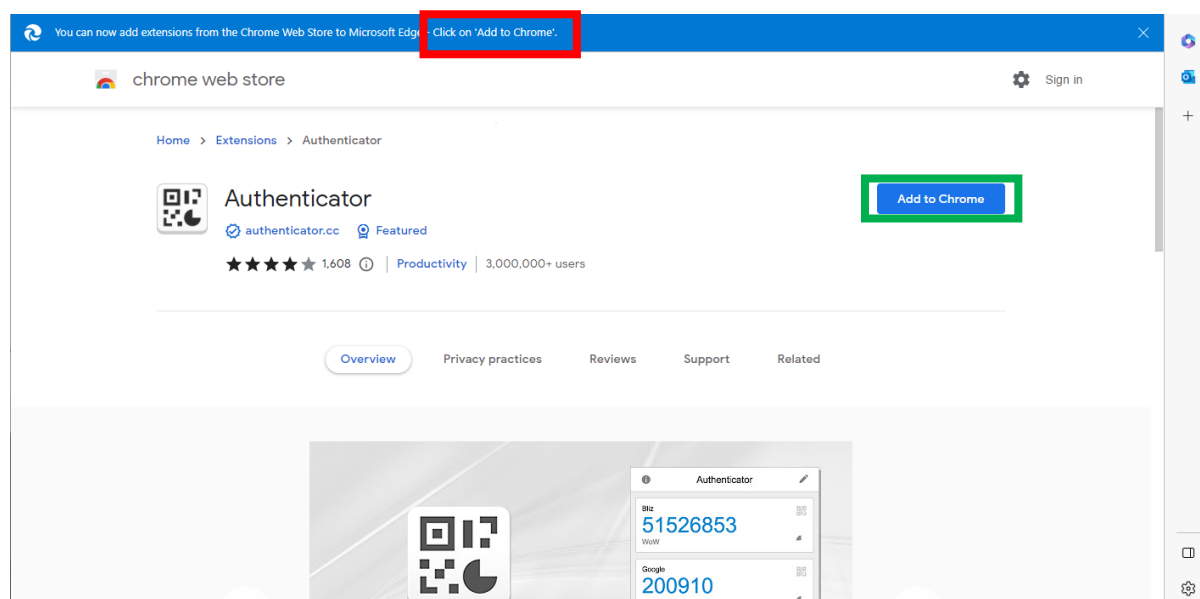 You can now add extensions from the Chrome Web Store to Microsoft Edge - Click on 'Add to Chrome'.
chrome web store
Sign in
Home > Extensions > Authenticator
Authenticator
Add to Chrome
authenticator.cc Featured
1,608 Productivity 3,000,000+ users
Overview Privacy practices Reviews Support Related
Authenticator
Bliz
51526853
WoW
Google
200910